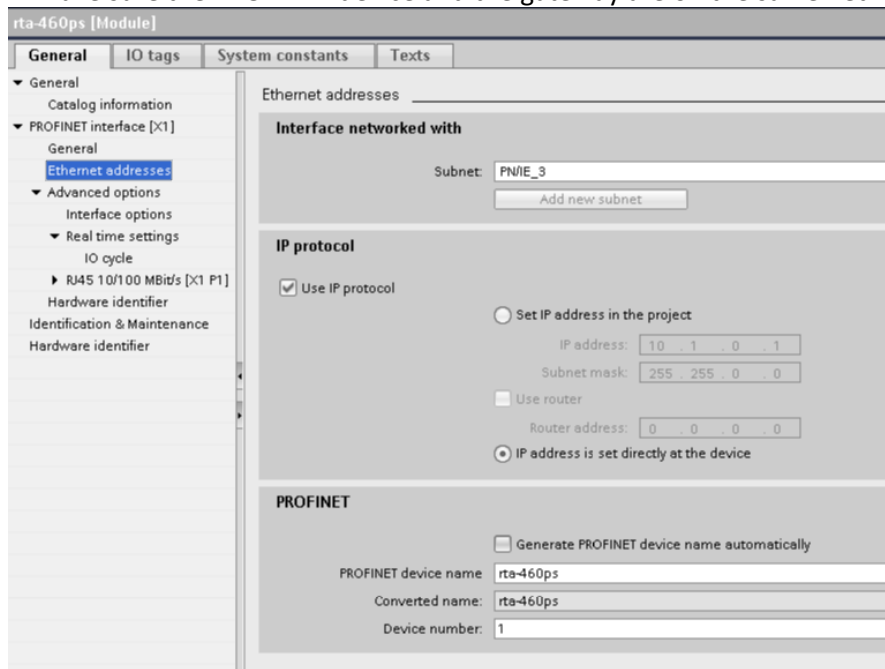 rta-460ps [Module]
General IO tags System constants Texts
General
Catalog information
PROFINET interface [X1]
General
Ethernet addresses
Advanced options
Interface options
Real time settings
IO cycle
RJ45 10/100 MBit/s [X1 P1]
Hardware identifier
Identification & Maintenance
Hardware identifier
Ethernet addresses
Interface networked with
Subnet: PN/IE_3
Add new subnet
IP protocol
Use IP protocol
Set IP address in the project
IP address: 10 . 1 . 0 . 1
Subnet mask: 255 . 255 . 0 . 0
Use router
Router address: 0 . 0 . 0 . 0
IP address is set directly at the device
PROFINET
Generate PROFINET device name automatically
PROFINET device name rta-460ps
Converted name: rta-460ps
Device number: 1